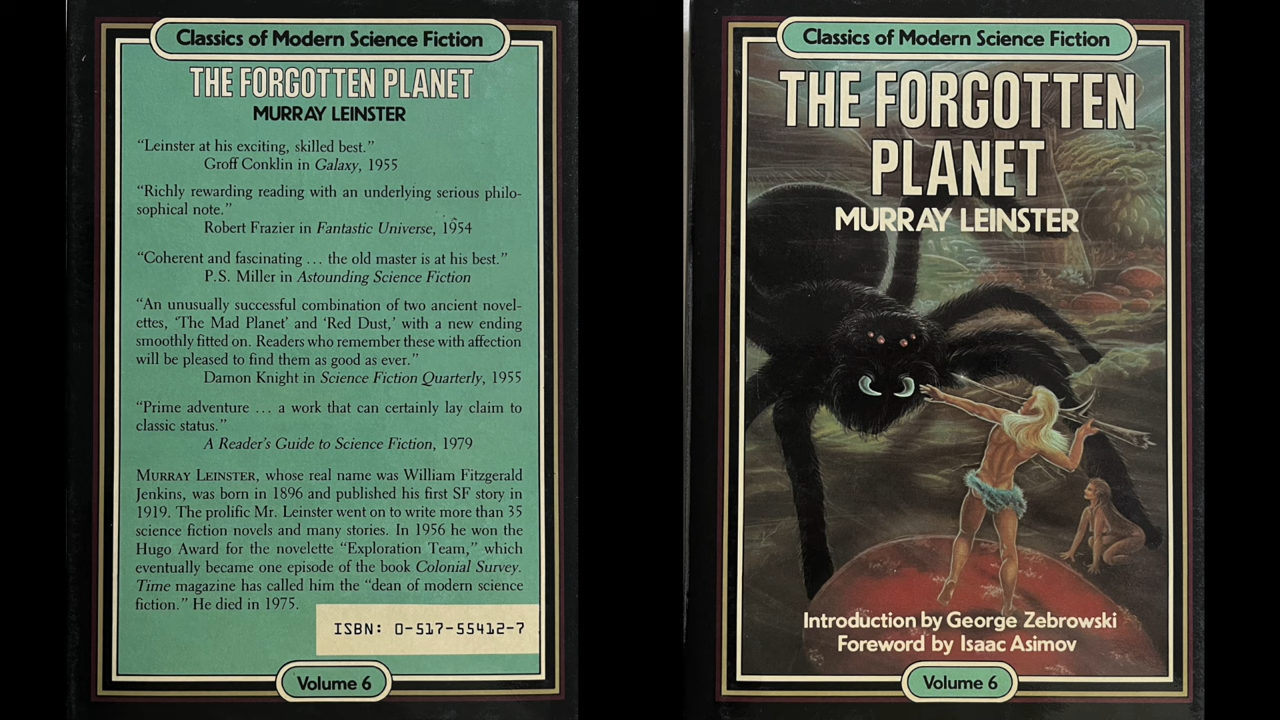 Classics of Modern Science Fiction
THE FORGOTTEN PLANET
MURRAY LEINSTER
“Leinster at his exciting, skilled best.”
Groff Conklin in Galaxy, 1955
“Richly rewarding reading with an underlying serious philo-
sophical note.”
Robert Frazier in Fantastic Universe, 1954
“Coherent and fascinating ... the old master is at his best.”
P.S. Miller in Astounding Science Fiction
“An unusually successful combination of two ancient novel-
ettes, ‘The Mad Planet’ and ‘Red Dust,’ with a new ending
smoothly fitted on. Readers who remember these with affection
will be pleased to find them as good as ever.”
Damon Knight in Science Fiction Quarterly, 1955
“Prime adventure ... a work that can certainly lay claim to
classic status.”
A Reader’s Guide to Science Fiction, 1979
MURRAY LEINSTER, whose real name was William Fitzgerald
Jenkins, was born in 1896 and published his first SF story in
1919. The prolific Mr. Leinster went on to write more than 35
science fiction novels and many stories. In 1956 he won the
Hugo Award for the novelette “Exploration Team,” which
eventually became one episode of the book Colonial Survey.
Time magazine has called him the “dean of modern science
fiction.” He died in 1975.
ISBN: 0-517-55412-7
Volume 6
Classics of Modern Science Fiction
THE FORGOTTEN
PLANET
MURRAY LEINSTER
Introduction by George Zebrowski
Foreword by Isaac Asimov
Volume 6